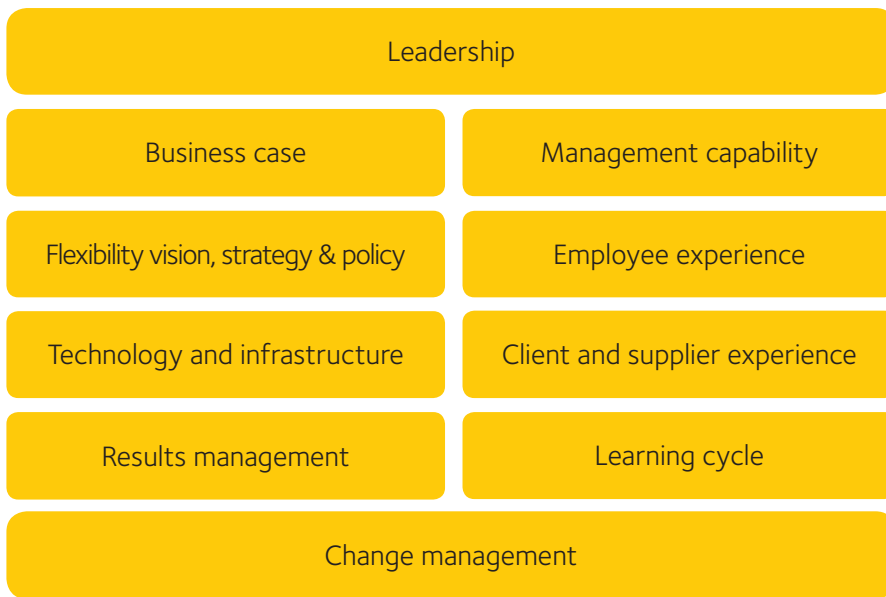 Leadership
Business case
Management capability
Flexibility vision, strategy & policy
Employee experience
Technology and infrastructure
Client and supplier experience
Results management
Learning cycle
Change management